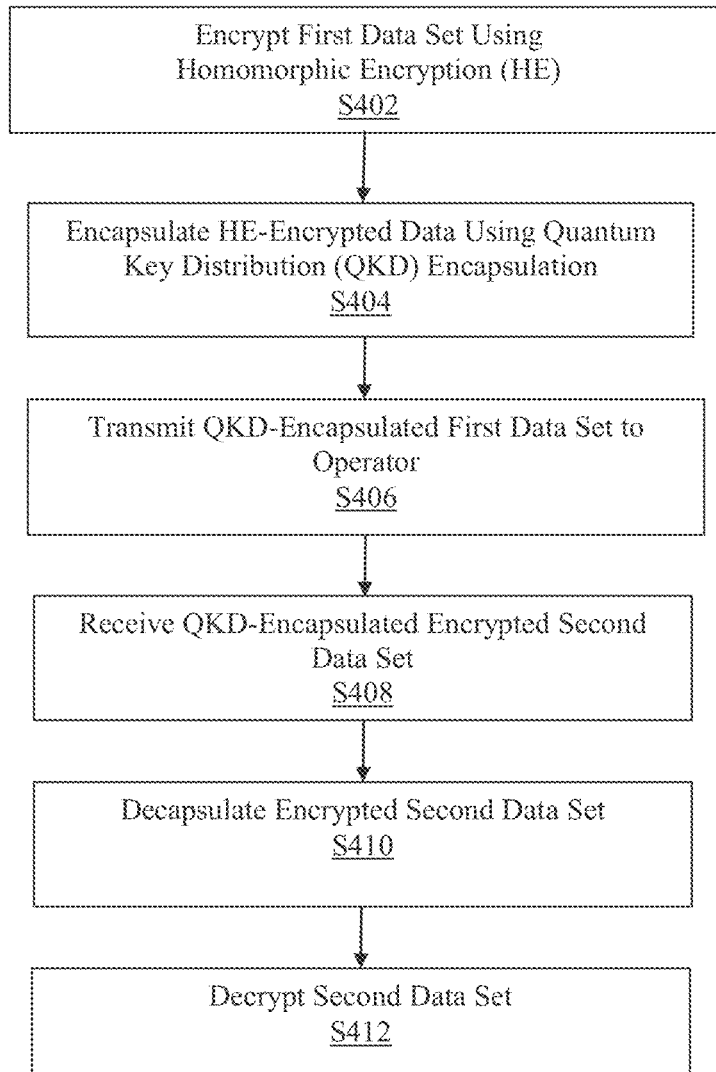 Encrypt First Data Set Using
Homomorphic Encryption (HE)
S402
Encapsulate HE-Encrypted Data Using Quantum
Key Distribution (QKD) Encapsulation
S404
Transmit QKD-Encapsulated First Data Set to
Operator
S406
Receive QKD-Encapsulated Encrypted Second
Data Set
S408
Decapsulate Encrypted Second Data Set
S410
Decrypt Second Data Set
S412